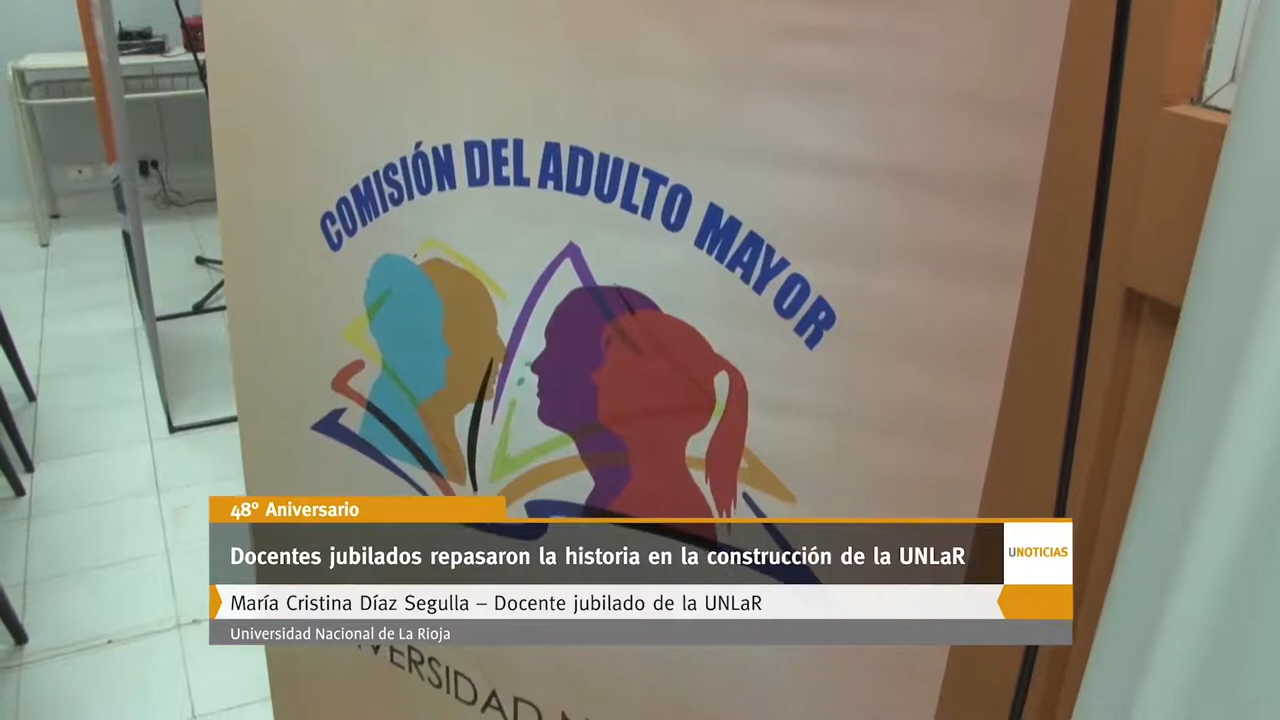 COMISIÓN DEL ADULTO MAYOR
48° Aniversario
Docentes jubilados repasaron la historia en la construcción de la UNLaR
UNOTICIAS
María Cristina Díaz Segulla – Docente jubilado de la UNLaR
Universidad Nacional de La Rioja